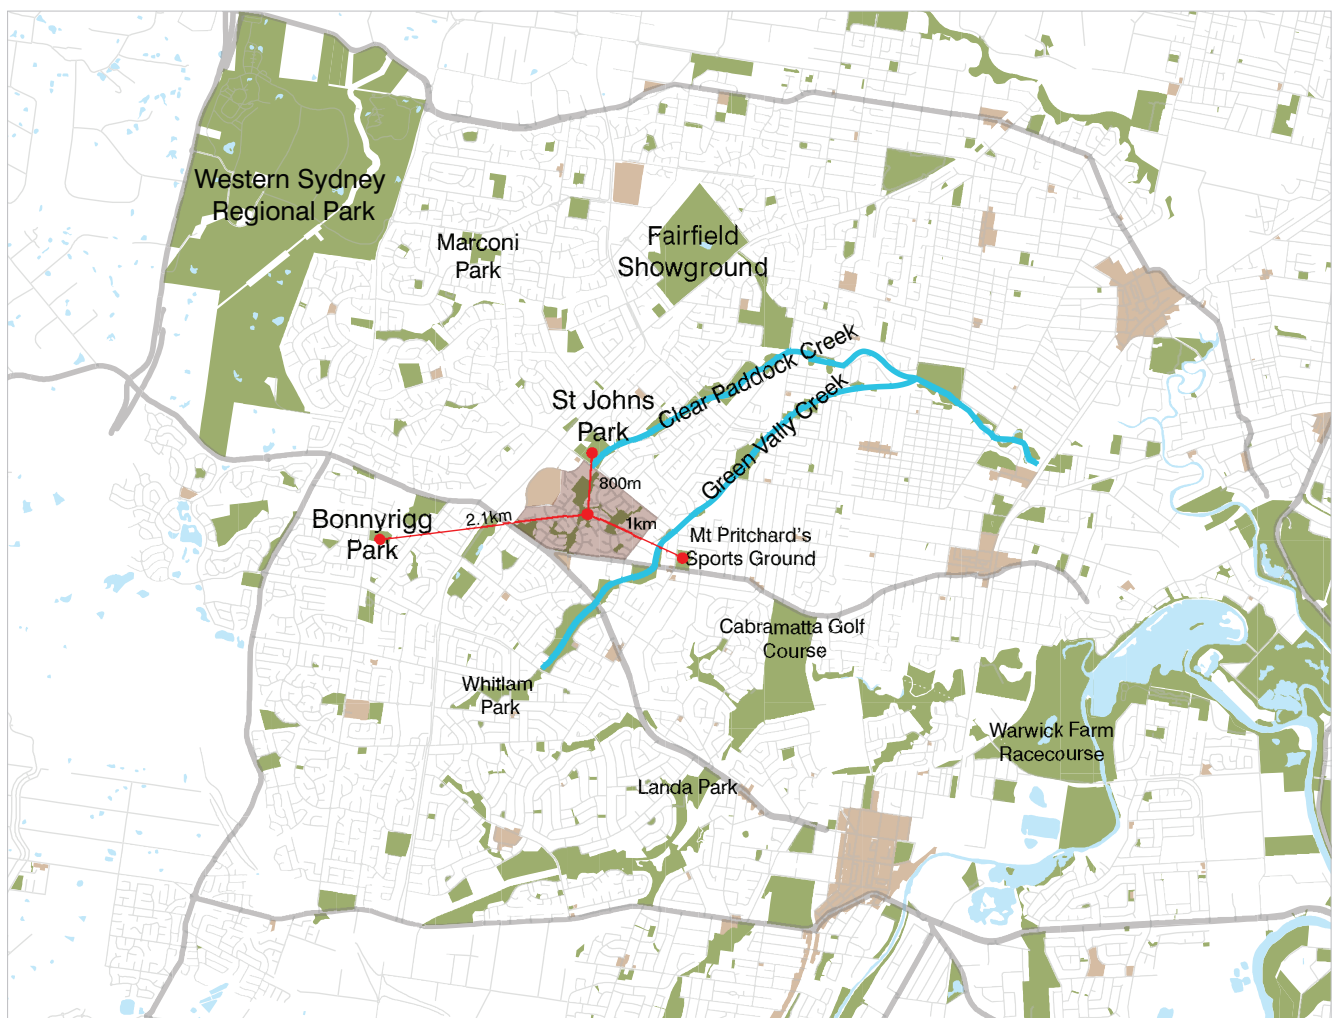 Western Sydney
Regional Park
Marconi
Park
Fairfield
Showground
Clear Paddock Creek
Green Vally Creek
St Johns
Park
800m
2.1km
1km
Bonnyrigg
Park
Mt Pritchard's
Sports Ground
Cabramatta Golf
Course
Whitlam
Park
Warwick Farm
Racecourse
Landa Park